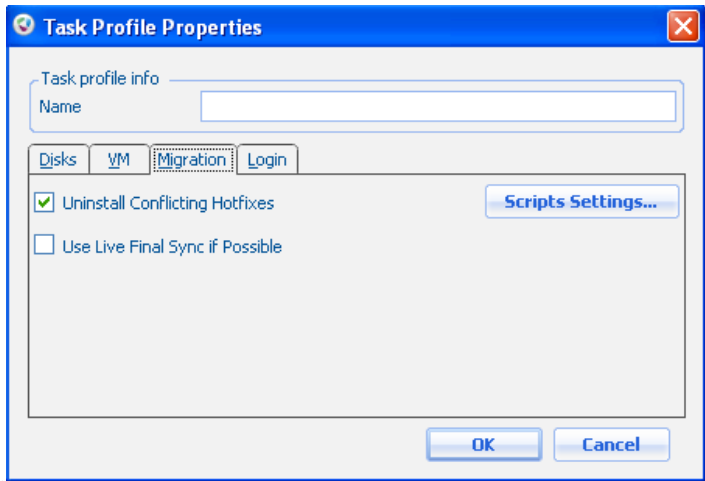 Task Profile Properties
Task profile info
Name
Disks VM Migration Login
Uninstall Conflicting Hotfixes Scripts Settings...
Use Live Final Sync if Possible
OK Cancel